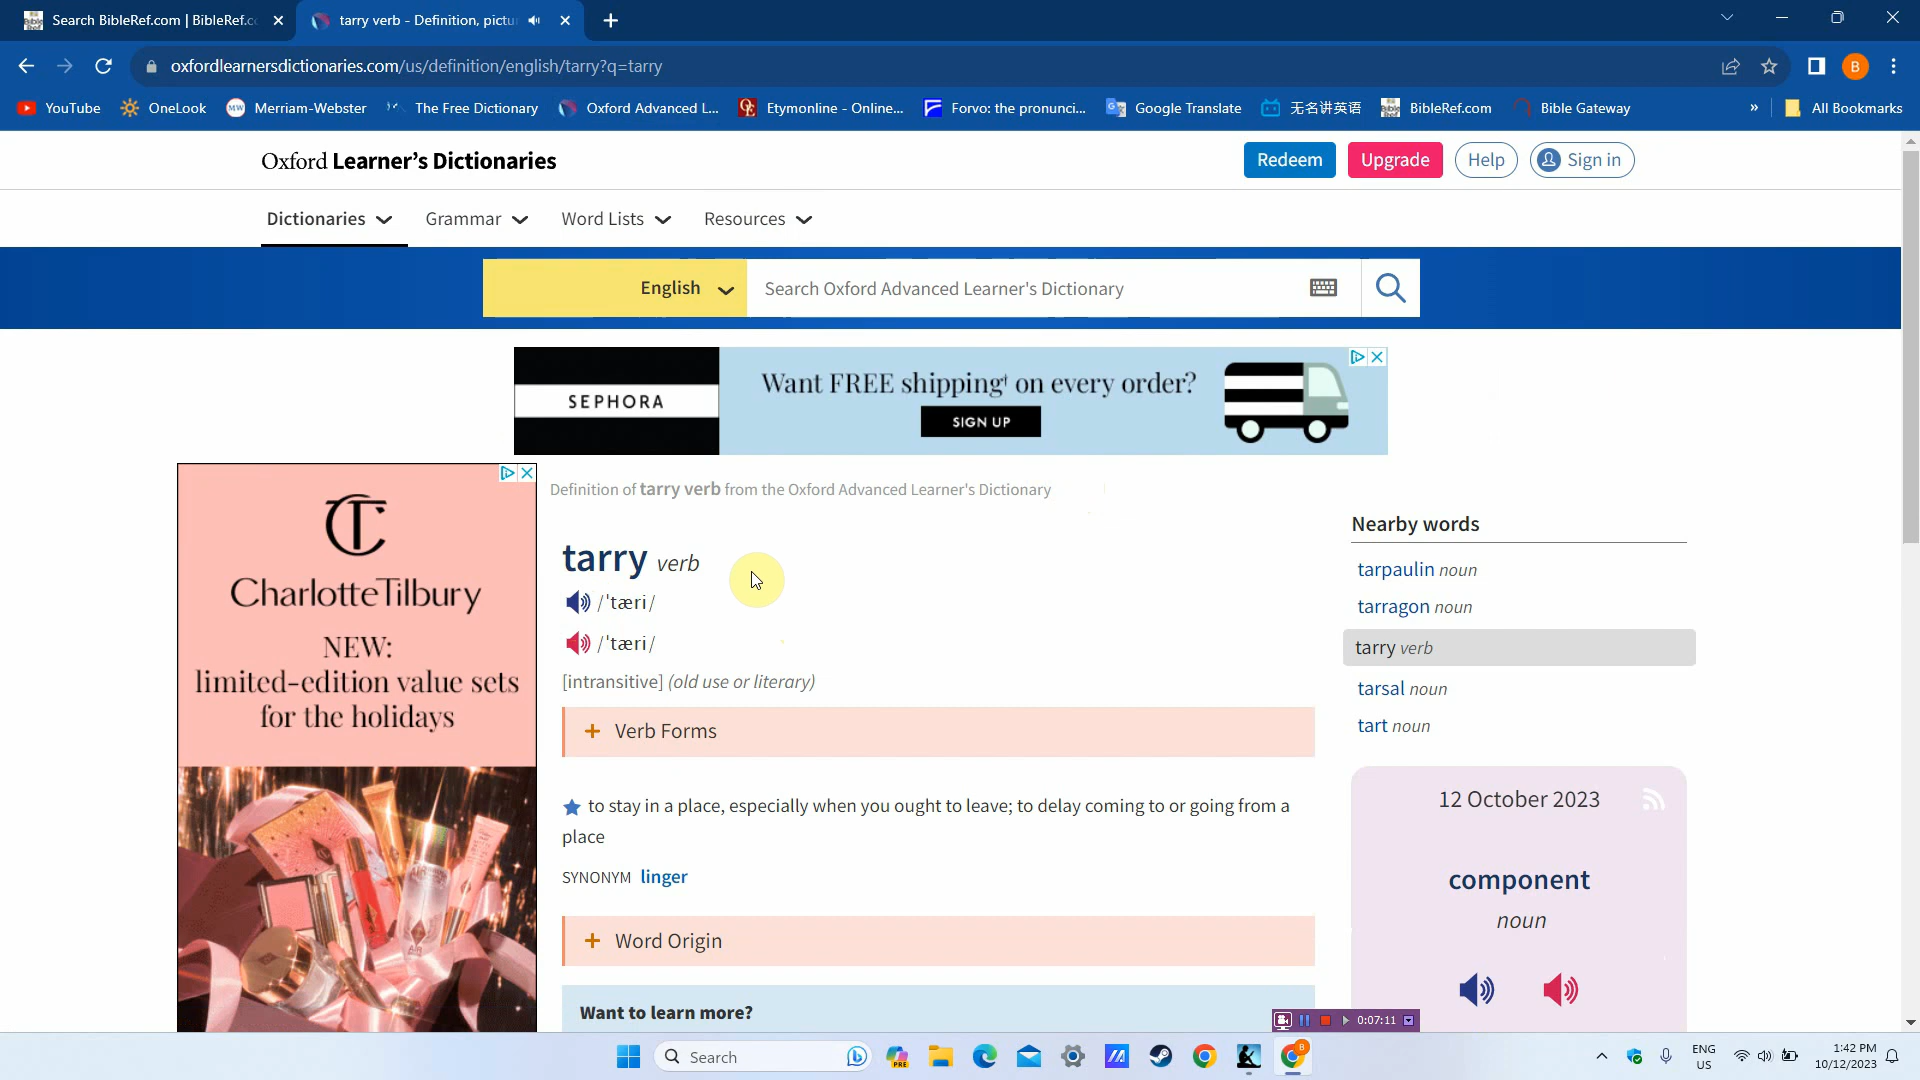 Search BibleRef.com | BibleRef.cc
tarry verb - Definition, pictu
oxfordlearnersdictionaries.com/us/definition/english/tarry?q=tarry
B
YouTube
OneLook
Merriam-Webster
The Free Dictionary
Oxford Advanced L...
Etymonline - Online...
Forvo: the pronunci...
Google Translate
无名讲英语
BibleRef.com
Bible Gateway
»
All Bookmarks
Oxford Learner's Dictionaries
Redeem
Upgrade
Help
Sign in
Dictionaries
Grammar
Word Lists
Resources
English
Search Oxford Advanced Learner's Dictionary
SEPHORA
Want FREE shipping† on every order?
SIGN UP
CT
Charlotte Tilbury
NEW:
limited-edition value sets
for the holidays
Definition of tarry verb from the Oxford Advanced Learner's Dictionary
tarry verb
/ˈtæri/
/ˈtæri/
[intransitive] (old use or literary)
+ Verb Forms
to stay in a place, especially when you ought to leave; to delay coming to or going from a
place
SYNONYM linger
+ Word Origin
Want to learn more?
Nearby words
tarpaulin noun
tarragon noun
tarry verb
tarsal noun
tart noun
12 October 2023
component
noun
0:07:11
Search
PRE
B
ENG
US
1:42 PM
10/12/2023